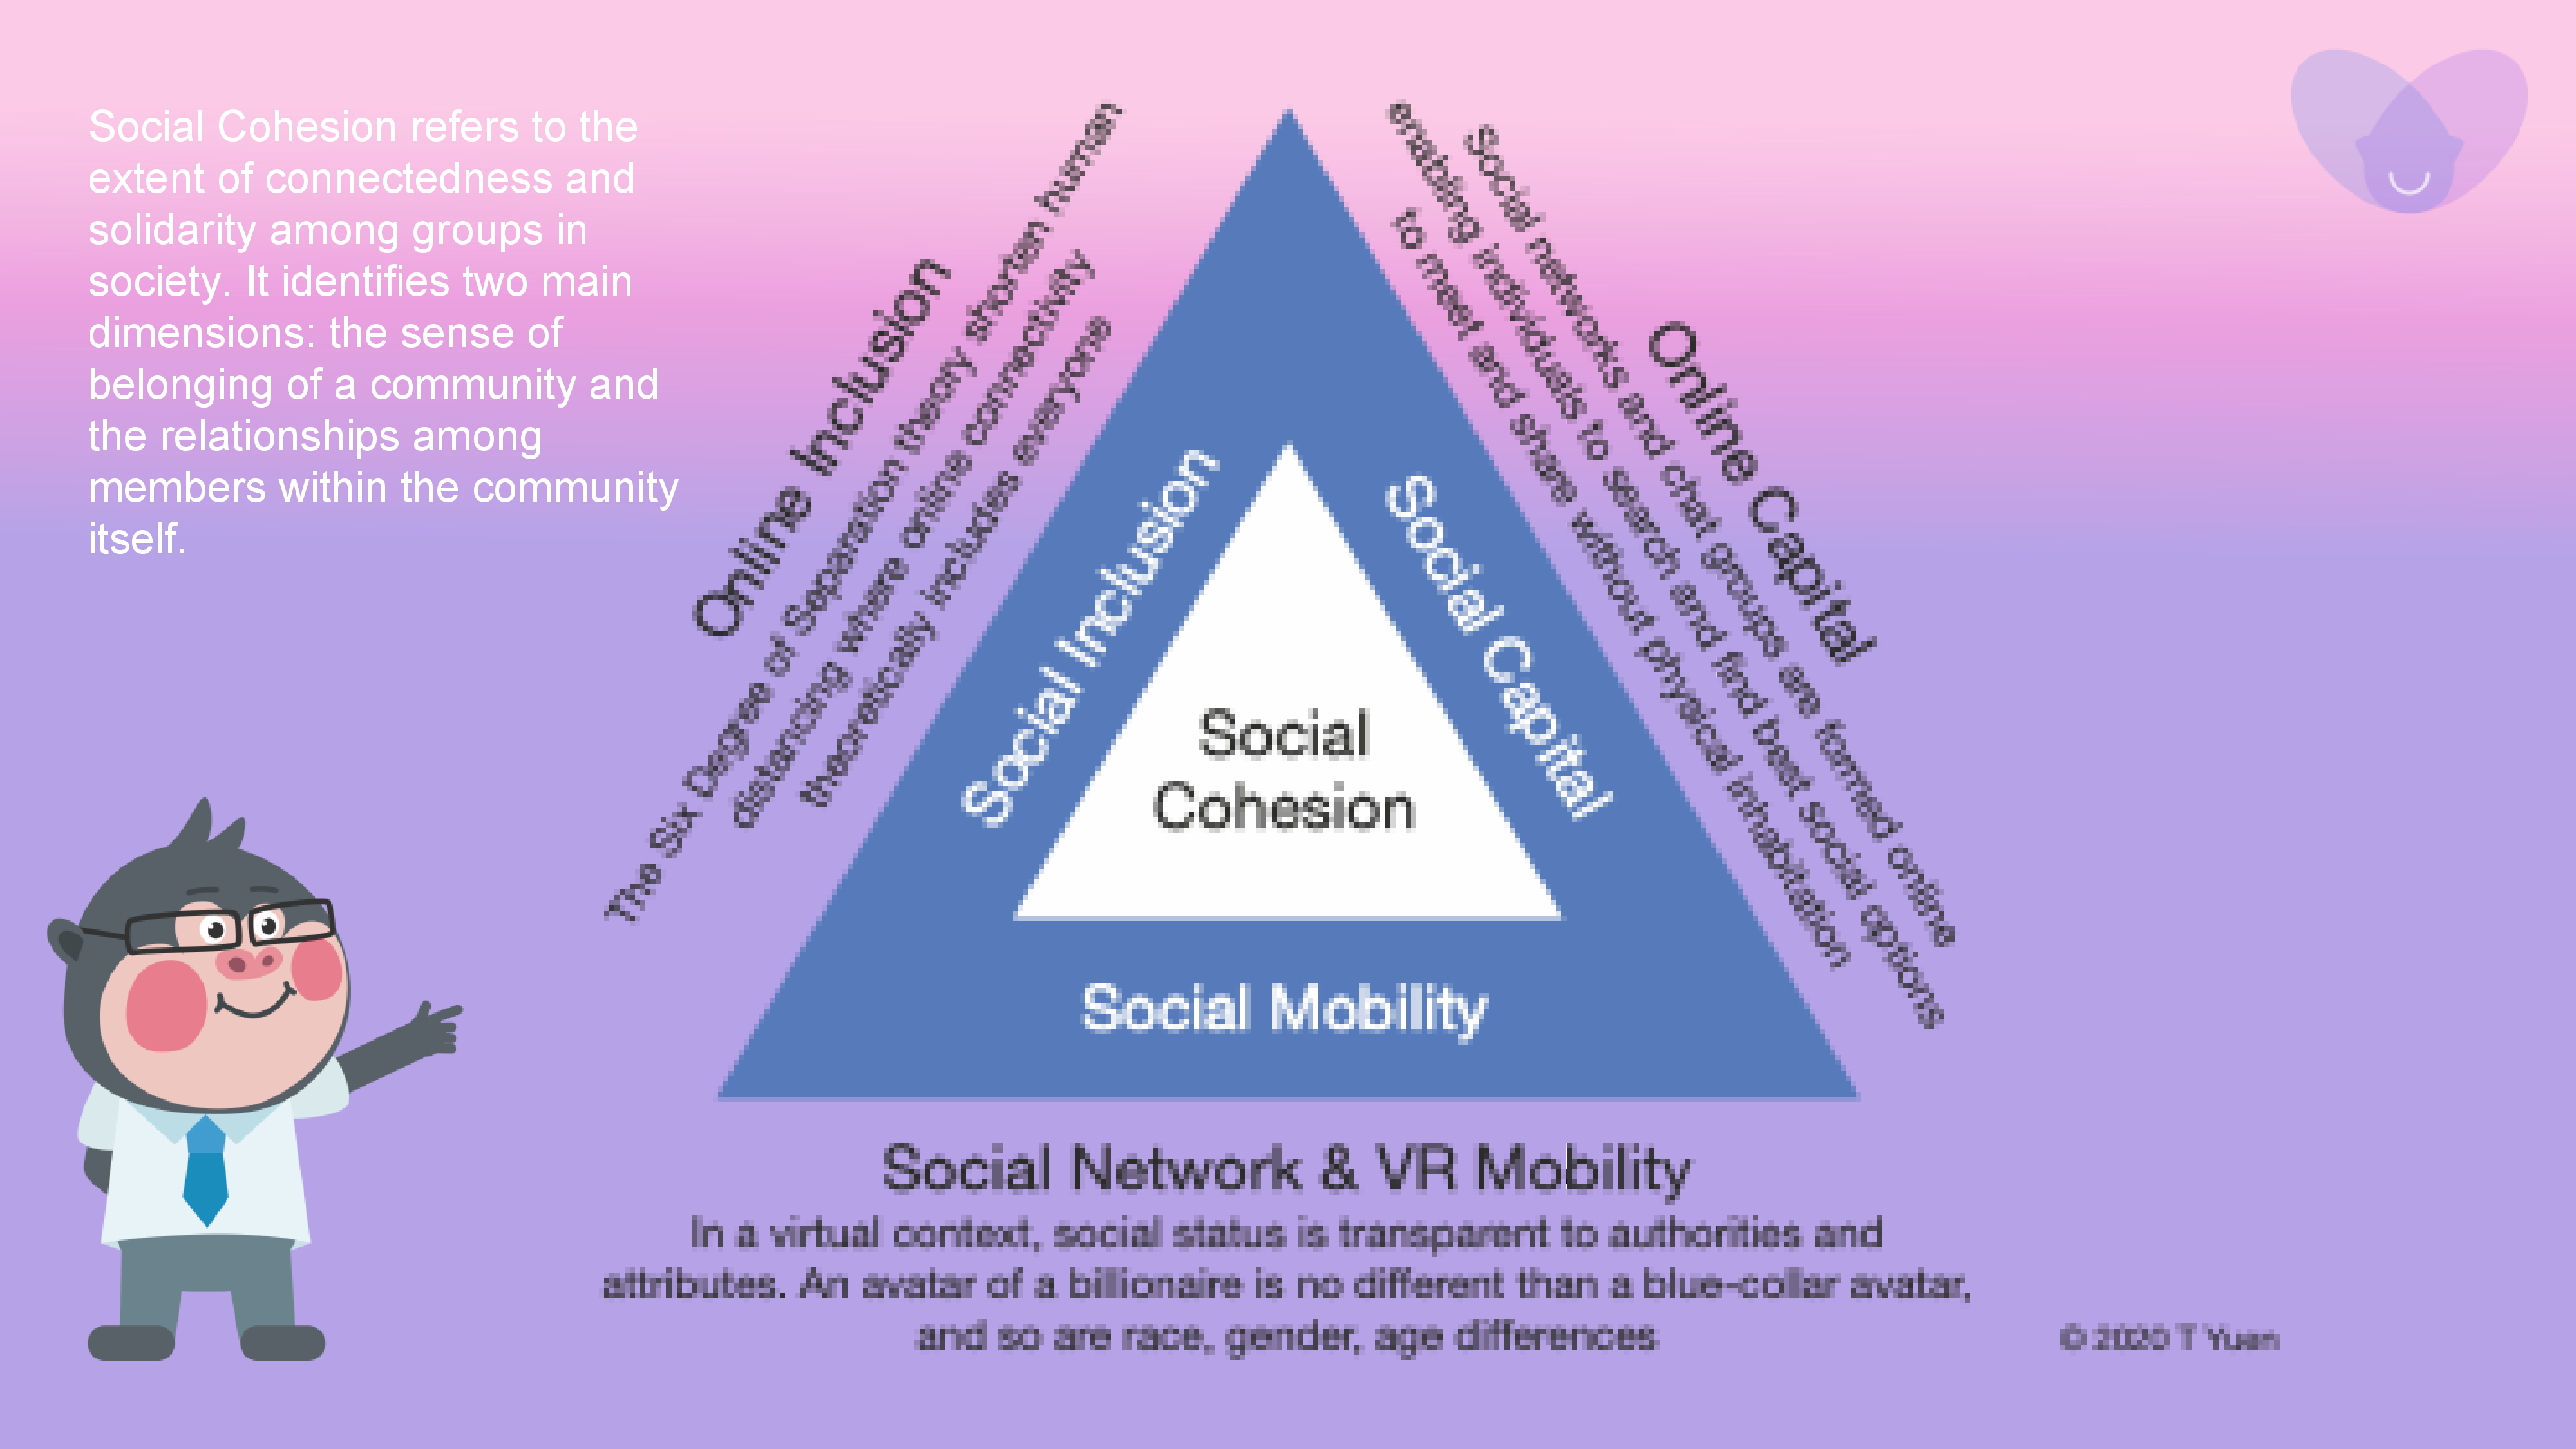 Social Cohesion refers to the
extent of connectedness and
solidarity among groups in
society. It identifies two main
dimensions: the sense of
belonging of a community and
the relationships among
members within the community
itself.
Online Inclusion
The Six Degree of Separation theory shorten human
distancing where online connectivity
theoretically includes everyone
Online Capital
Social networks and chat groups are formed online
enabling individuals to search and find best social options
to meet and share without physical inhabitation
Social Inclusion
Social Capital
Social
Cohesion
Social Mobility
Social Network & VR Mobility
In a virtual context, social status is transparent to authorities and
attributes. An avatar of a billionaire is no different than a blue-collar avatar,
and so are race, gender, age differences
© 2020 T Yuen